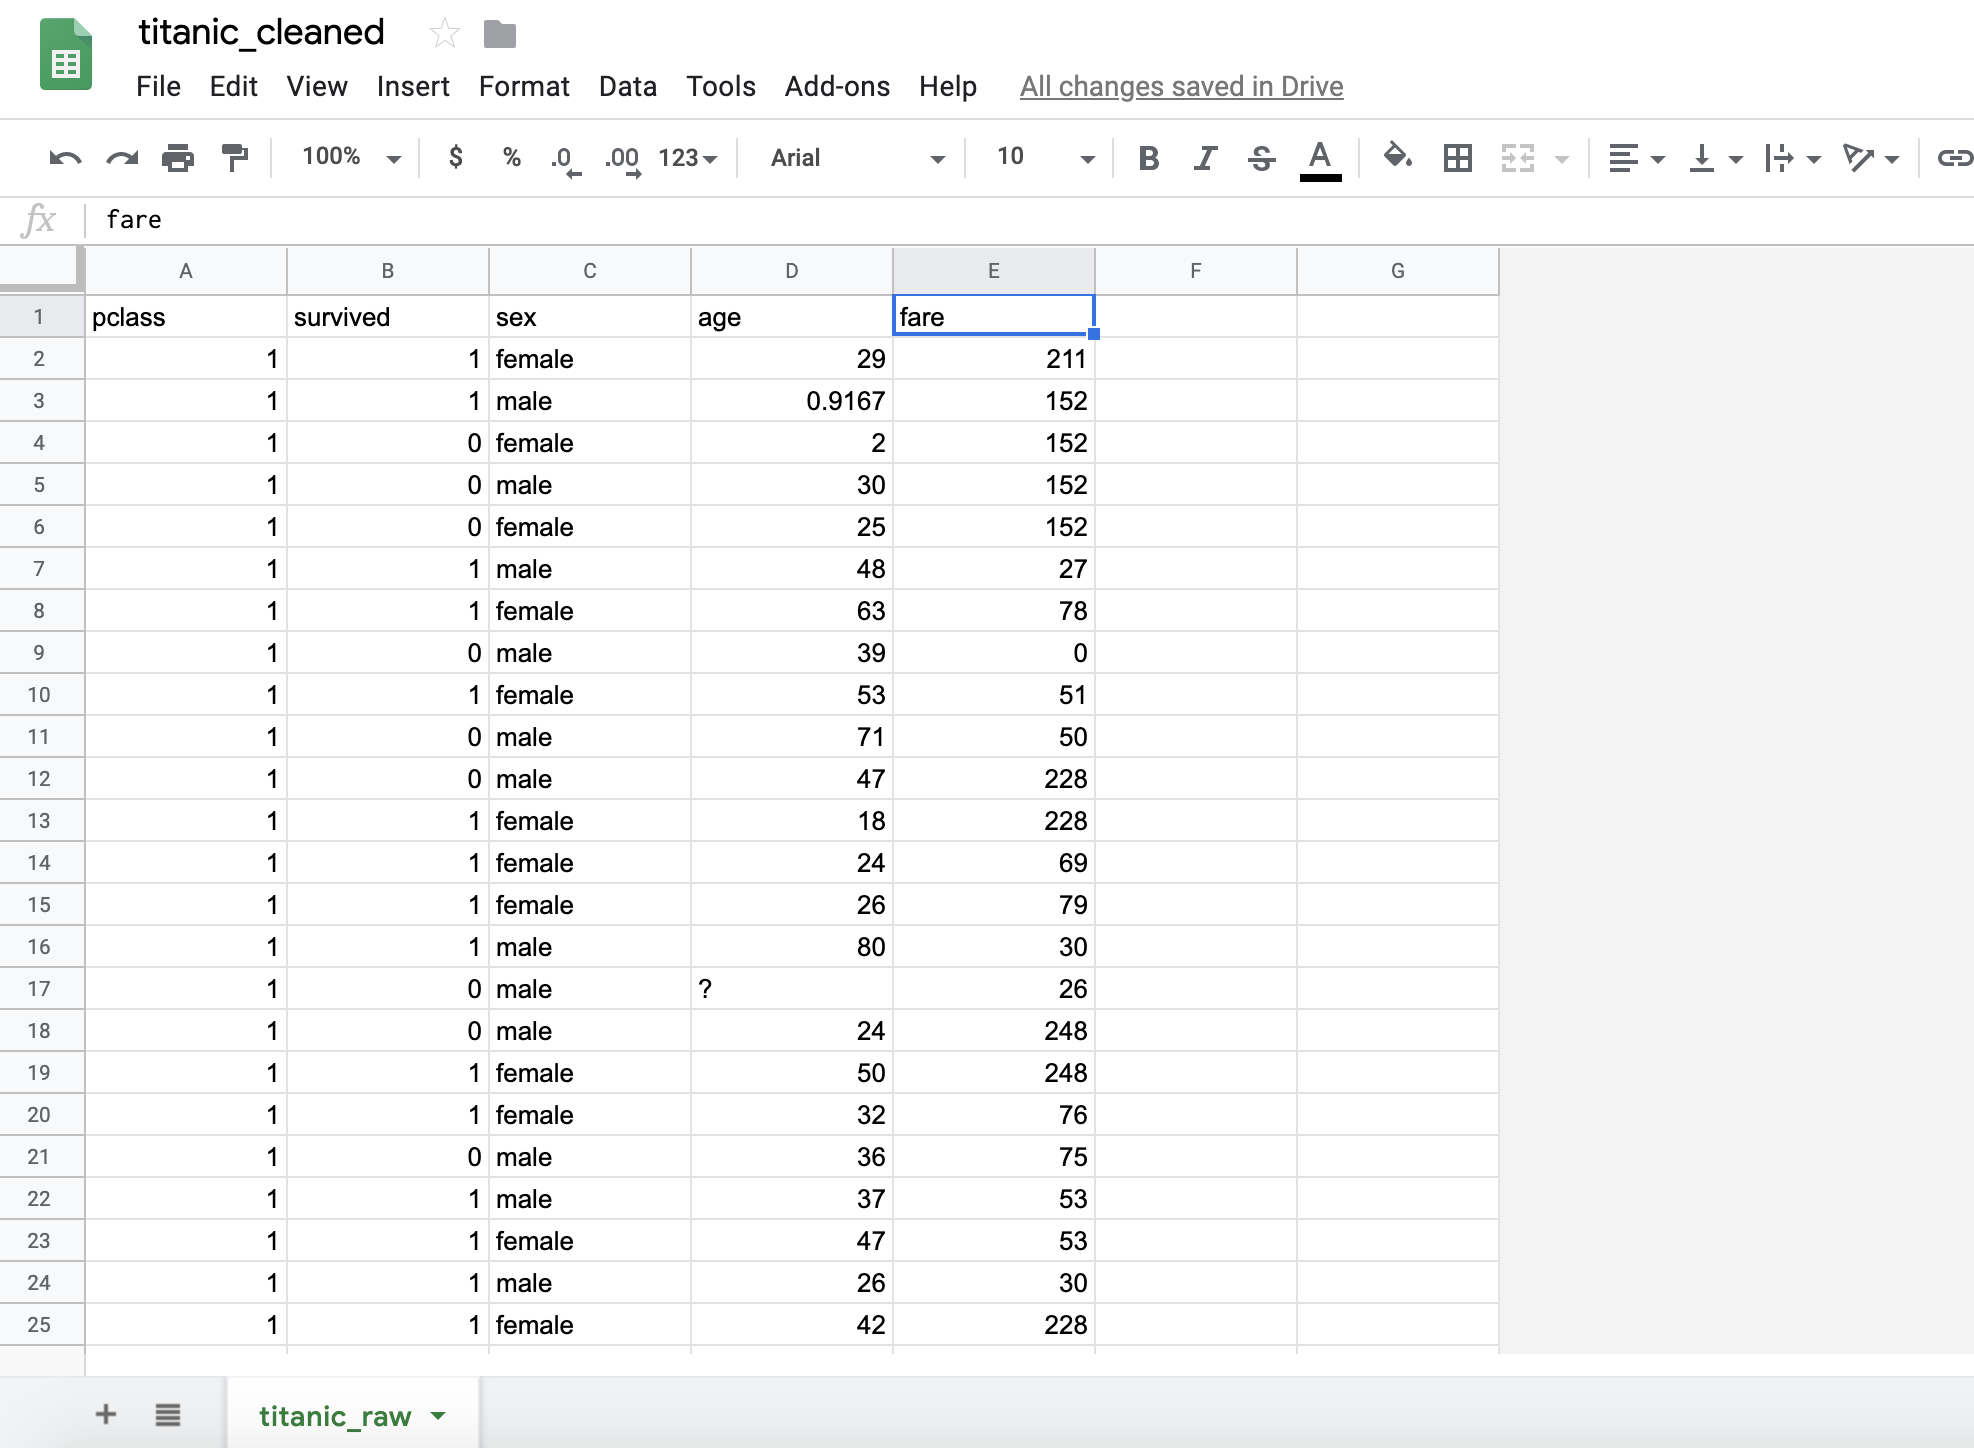 titanic_cleaned
File Edit View Insert Format Data Tools Add-ons Help All changes saved in Drive
100% $ % .0 .00 123 Arial 10 B I S A
fx fare
A B C D E F G
1 pclass survived sex age fare
2 1 1 female 29 211
3 1 1 male 0.9167 152
4 1 0 female 2 152
5 1 0 male 30 152
6 1 0 female 25 152
7 1 1 male 48 27
8 1 1 female 63 78
9 1 0 male 39 0
10 1 1 female 53 51
11 1 0 male 71 50
12 1 0 male 47 228
13 1 1 female 18 228
14 1 1 female 24 69
15 1 1 female 26 79
16 1 1 male 80 30
17 1 0 male ? 26
18 1 0 male 24 248
19 1 1 female 50 248
20 1 1 female 32 76
21 1 0 male 36 75
22 1 1 male 37 53
23 1 1 female 47 53
24 1 1 male 26 30
25 1 1 female 42 228
titanic_raw